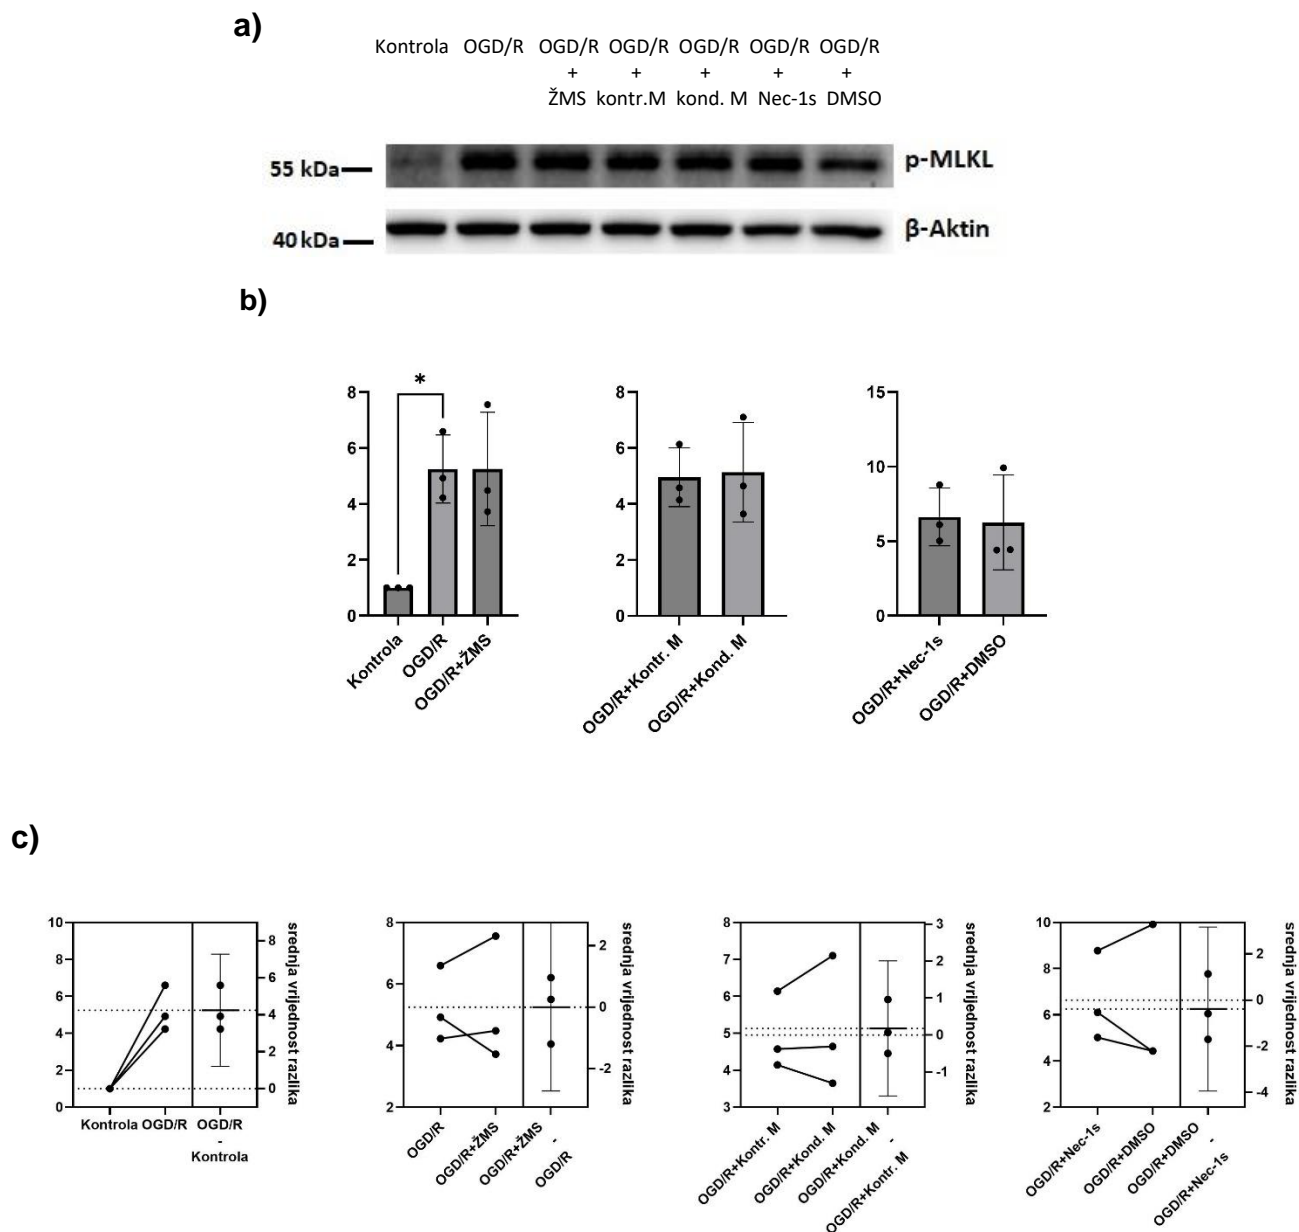 a)
Kontrola OGD/R OGD/R OGD/R OGD/R OGD/R OGD/R
+ + + + +
ŽMS kontr.M kond. M Nec-1s DMSO
55 kDa
p-MLKL
40 kDa
β-Aktin
b)
*
8
6
4
2
0
Kontrola
OGD/R
OGD/R+ŽMS
8
6
4
2
0
OGD/R+Kontr. M
OGD/R+Kond. M
15
10
5
0
OGD/R+Nec-1s
OGD/R+DMSO
c)
10
8
6
4
2
0
8
6
4
2
0
srednja vrijednost razlika
Kontrola OGD/R
OGD/R
-
Kontrola
8
6
4
2
2
0
-2
srednja vrijednost razlika
OGD/R
OGD/R+ŽMS
OGD/R+ŽMS
-
OGD/R
8
7
6
5
4
3
3
2
1
0
-1
srednja vrijednost razlika
OGD/R+Kontr. M
OGD/R+Kond. M
OGD/R+Kond. M
-
OGD/R+Kontr. M
10
8
6
4
2
2
0
-2
-4
srednja vrijednost razlika
OGD/R+Nec-1s
OGD/R+DMSO
OGD/R+DMSO
-
OGD/R+Nec-1s